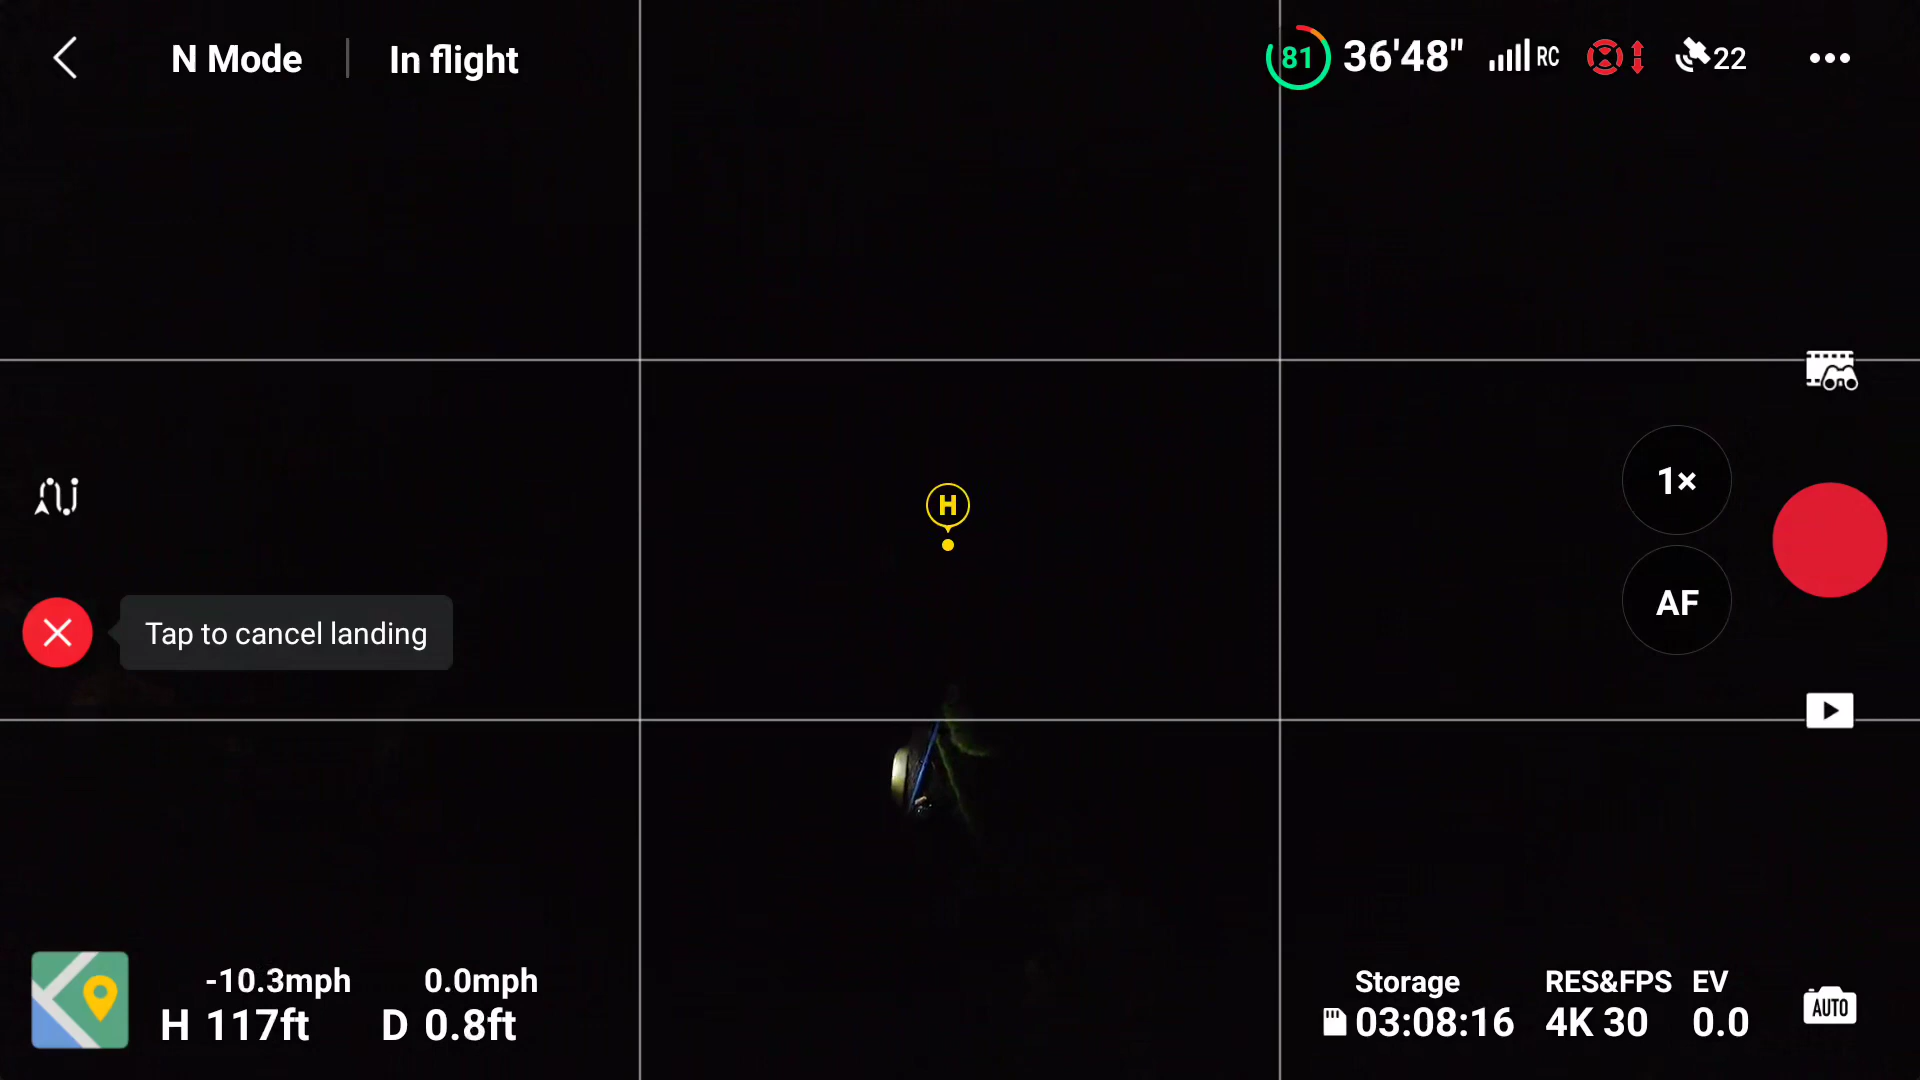 N Mode | In flight
81 36'48" RC 22
H
1×
AF
Tap to cancel landing
-10.3mph 0.0mph
H 117ft D 0.8ft
Storage RES&FPS EV
03:08:16 4K 30 0.0
AUTO